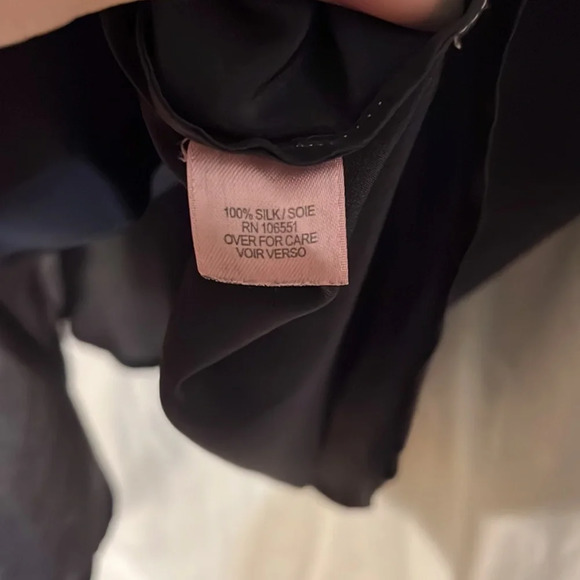 100% SILK/SOIE
RN 106551
OVER FOR CARE
VOIR VERSO